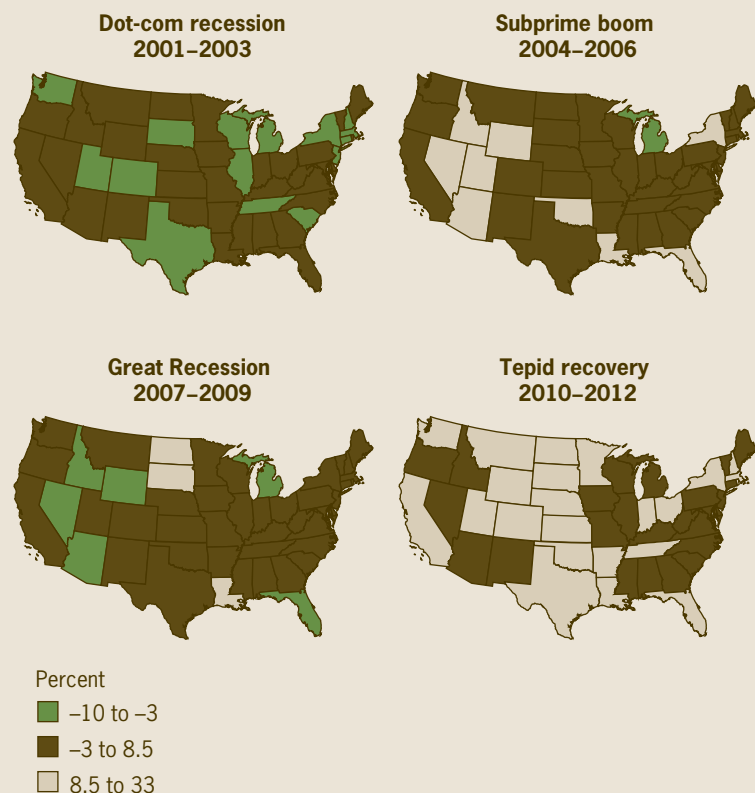 Dot-com recession
2001–2003
Subprime boom
2004–2006
Great Recession
2007–2009
Tepid recovery
2010–2012
Percent
–10 to –3
–3 to 8.5
8.5 to 33